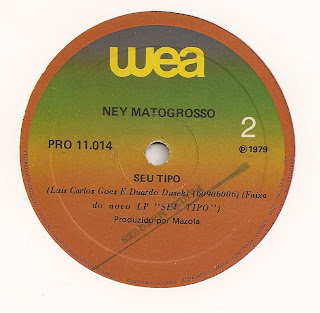 wea
NEY MATOGROSSO
PRO 11.014
2
℗1979
SEU TIPO
(Luis Carlos Goes E Duardo Dusek) (60906006) (Faixa
do novo LP "SEU TIPO")
Produzido por Mazola